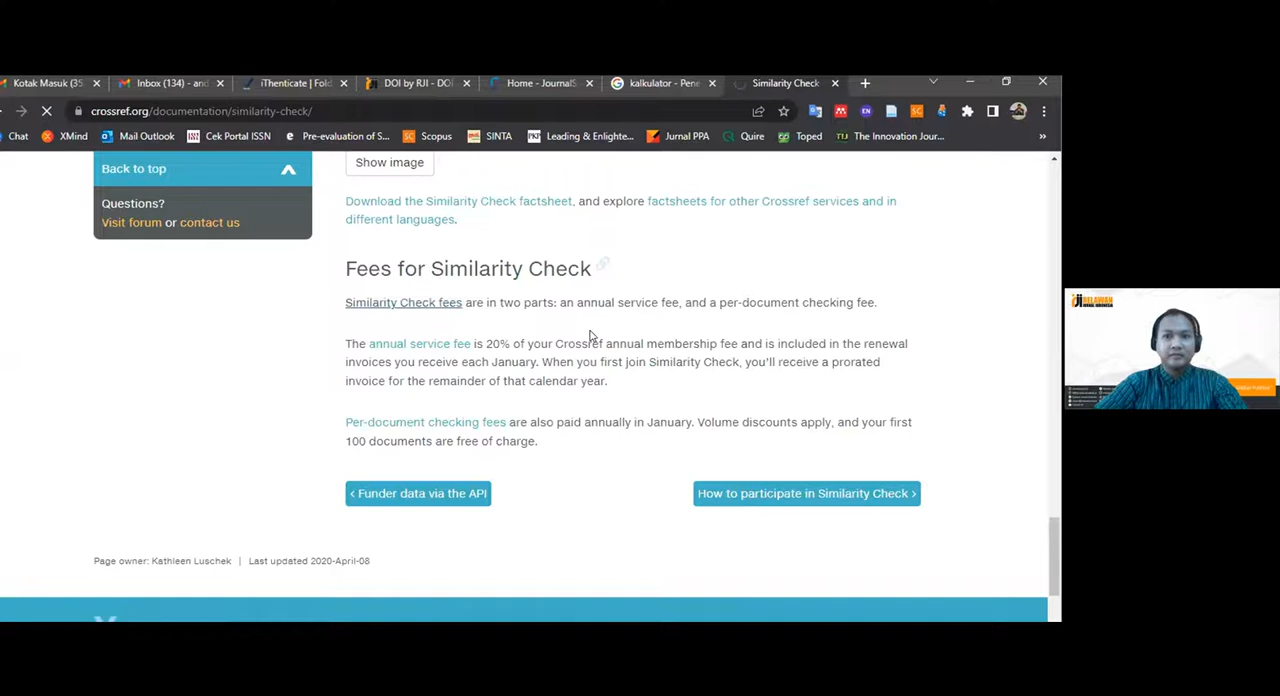 Kotak Masuk (35
Inbox (134) - and
iThenticate | Fold
DOI by RJI - DOI
Home - JournalS
kalkulator - Pene
Similarity Check
crossref.org/documentation/similarity-check/
Chat
XMind
Mail Outlook
Cek Portal ISSN
Pre-evaluation of S...
Scopus
SINTA
Leading & Enlighte...
Jurnal PPA
Quire
Toped
The Innovation Jour...
Back to top
Questions?
Visit forum or contact us
Show image
Download the Similarity Check factsheet, and explore factsheets for other Crossref services and in
different languages.
Fees for Similarity Check
Similarity Check fees are in two parts: an annual service fee, and a per-document checking fee.
The annual service fee is 20% of your Crossref annual membership fee and is included in the renewal
invoices you receive each January. When you first join Similarity Check, you'll receive a prorated
invoice for the remainder of that calendar year.
Per-document checking fees are also paid annually in January. Volume discounts apply, and your first
100 documents are free of charge.
‹ Funder data via the API
How to participate in Similarity Check ›
Page owner: Kathleen Luschek | Last updated 2020-April-08
RELAWAN